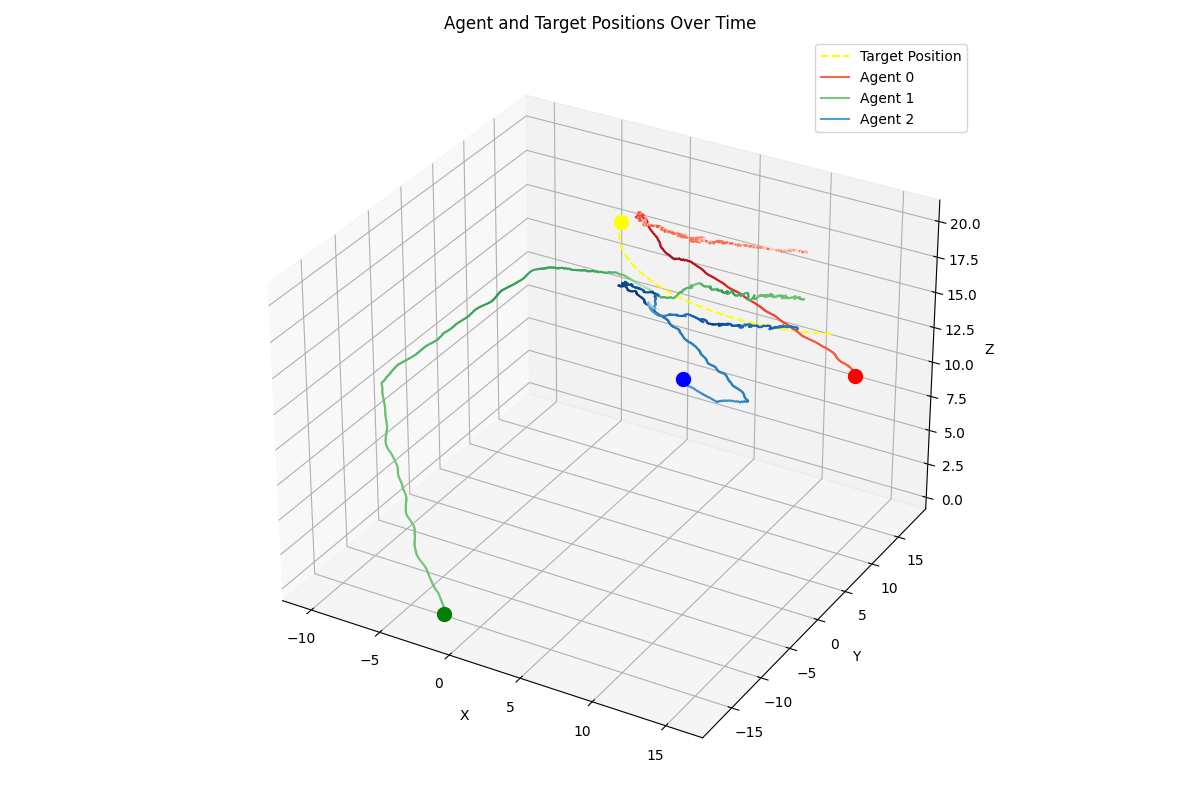 Agent and Target Positions Over Time
Target Position
Agent 0
Agent 1
Agent 2
20.0
17.5
15.0
12.5
10.0
7.5
5.0
2.5
0.0
Z
15
10
5
0
−5
−10
−15
Y
−10
−5
0
5
10
15
X